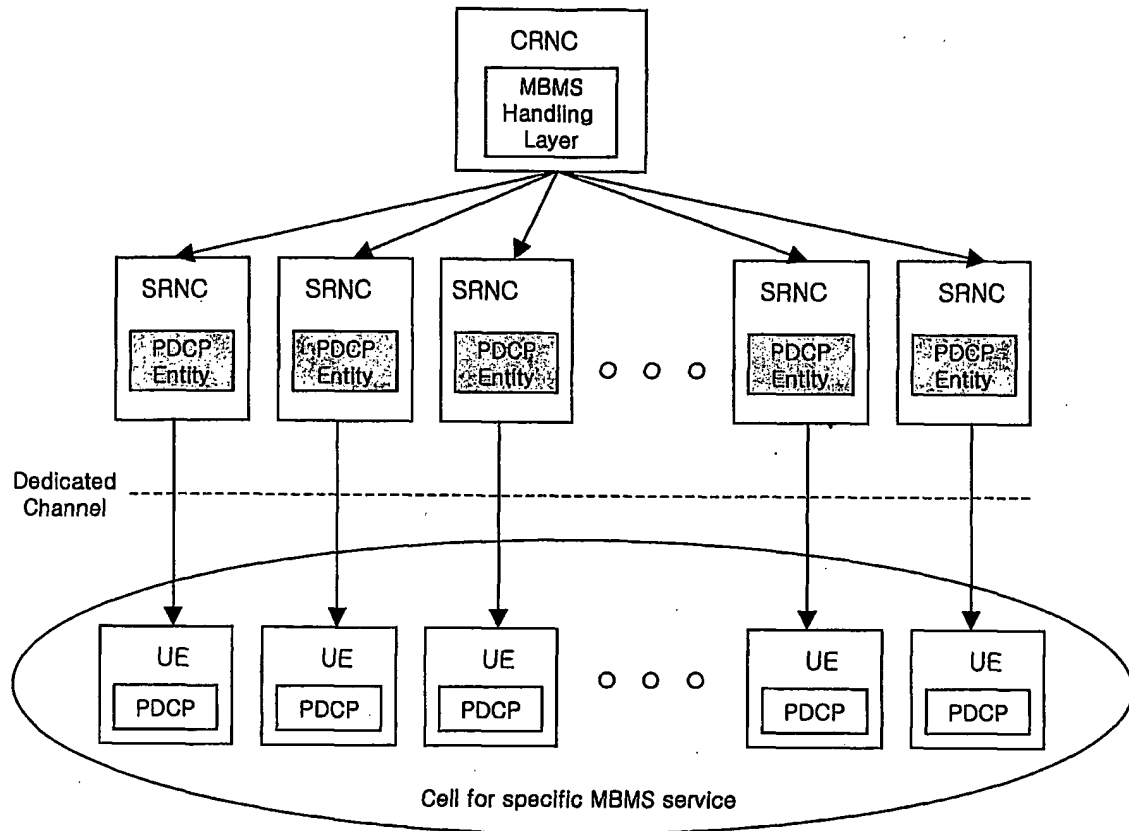 CRNC
MBMS
Handling
Layer
SRNC
SRNC
SRNC
SRNC
SRNC
PDCP
Entity
PDCP
Entity
PDCP
Entity
PDCP
Entity
PDCP
Entity
Dedicated
Channel
UE
UE
UE
UE
UE
PDCP
PDCP
PDCP
PDCP
PDCP
Cell for specific MBMS service